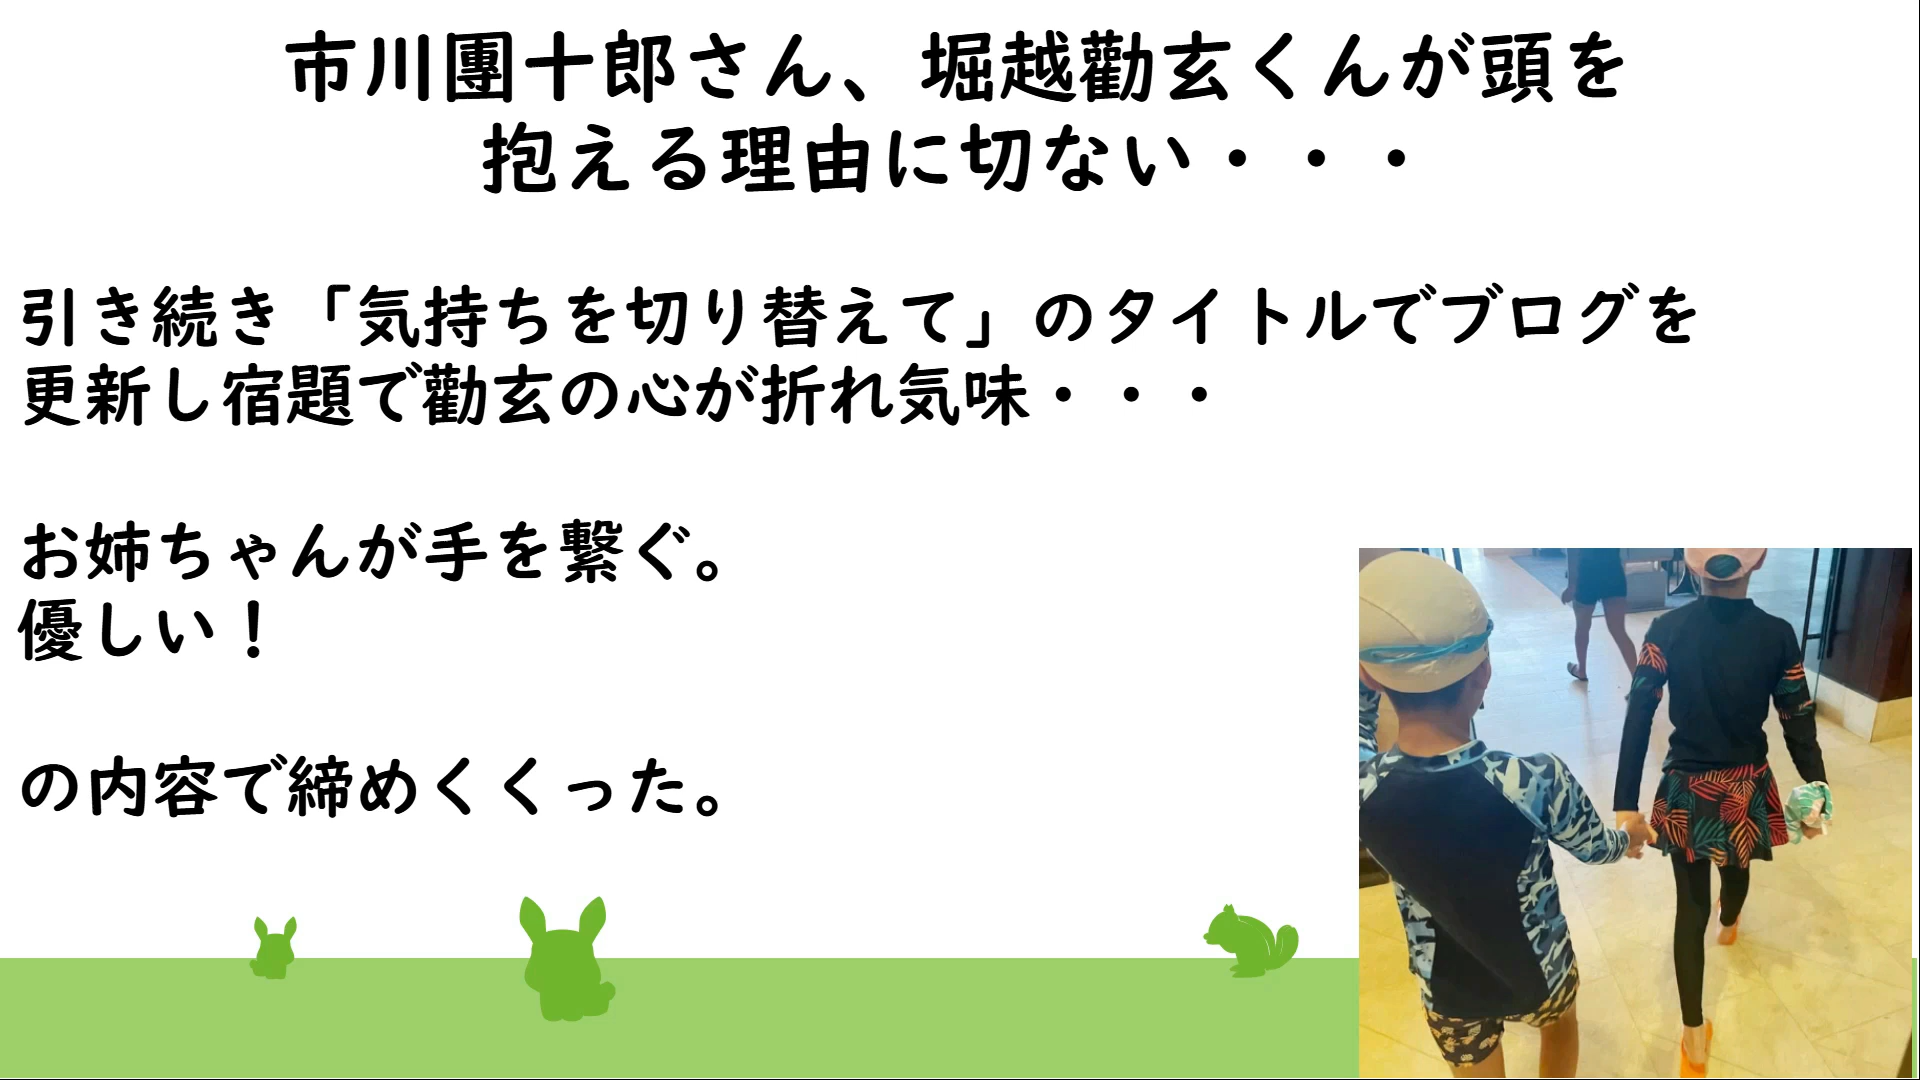 市川團十郎さん、堀越勸玄くんが頭を
抱える理由に切ない・・・
引き続き「気持ちを切り替えて」のタイトルでブログを
更新し宿題で勸玄の心が折れ気味・・・
お姉ちゃんが手を繋ぐ。
優しい！
の内容で締めくくった。